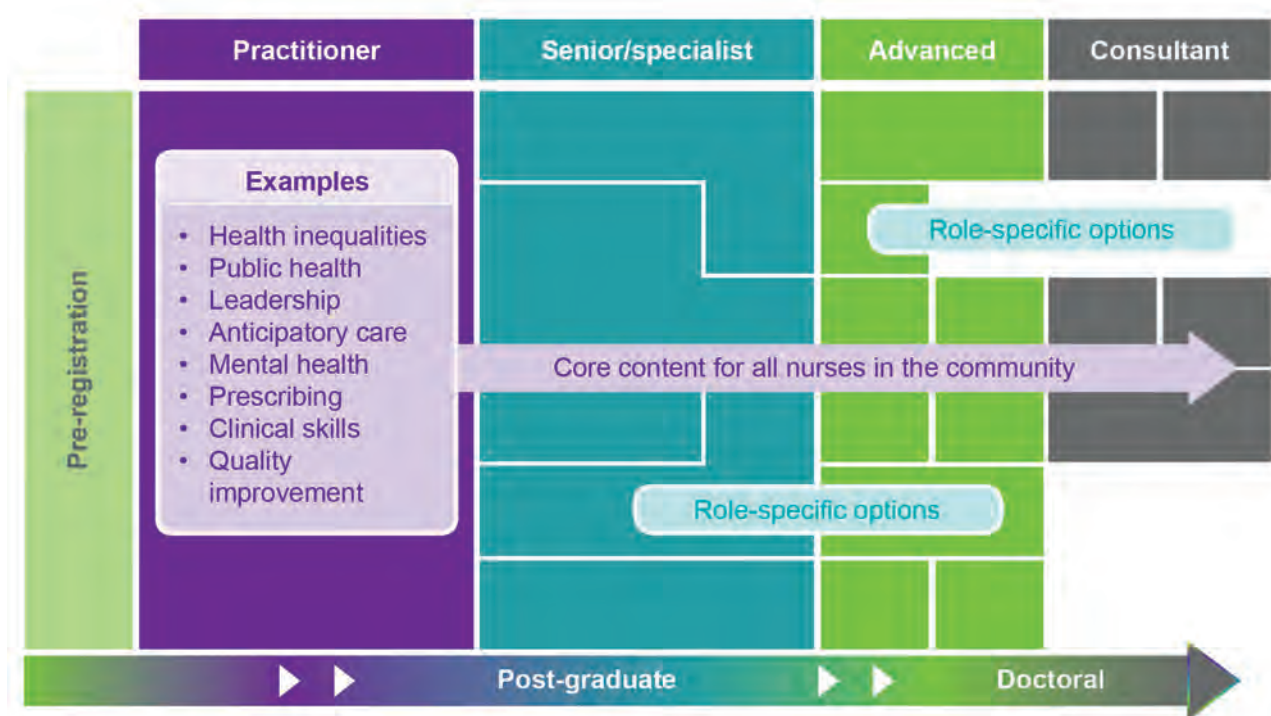 Practitioner
Senior/specialist
Advanced
Consultant
Pre-registration
Examples
• Health inequalities
• Public health
• Leadership
• Anticipatory care
• Mental health
• Prescribing
• Clinical skills
• Quality
improvement
Role-specific options
Core content for all nurses in the community
Role-specific options
Post-graduate
Doctoral